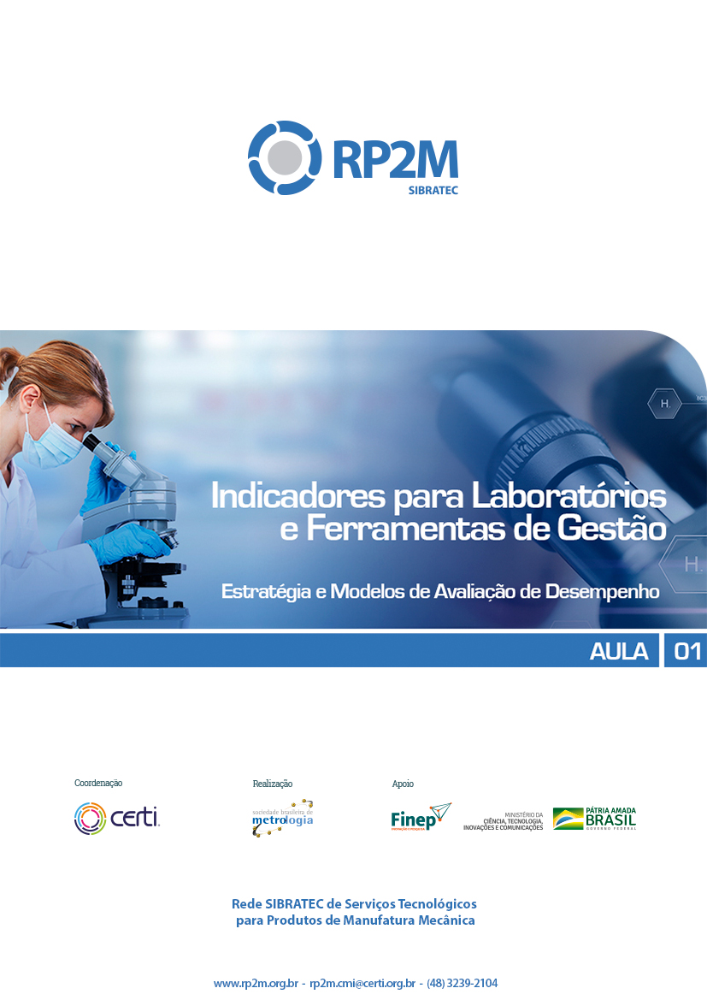 RP2M
SIBRATEC
H.
8C3
Indicadores para Laboratórios
e Ferramentas de Gestão
H.
Estratégia e Modelos de Avaliação de Desempenho
AULA 01
Coordenação
Realização
Apoio
certi
sociedade brasileira de
metrologia
Finep
INOVAÇÃO E PESQUISA
MINISTÉRIO DA
CIÊNCIA, TECNOLOGIA,
INOVAÇÕES E COMUNICAÇÕES
PÁTRIA AMADA
BRASIL
GOVERNO FEDERAL
Rede SIBRATEC de Serviços Tecnológicos
para Produtos de Manufatura Mecânica
www.rp2m.org.br - rp2m.cmi@certi.org.br - (48) 3239-2104